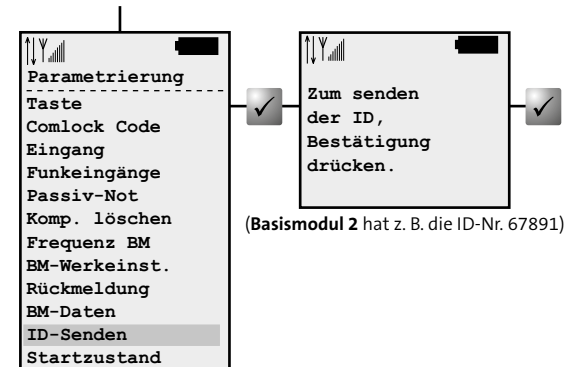 Parametrierung
Taste
Comlock Code
Eingang
Funkeingänge
Passiv-Not
Komp. löschen
Frequenz BM
BM-Werkeinst.
Rückmeldung
BM-Daten
ID-Senden
Startzustand
Zum senden
der ID,
Bestätigung
drücken.
(Basismodul 2 hat z. B. die ID-Nr. 67891)